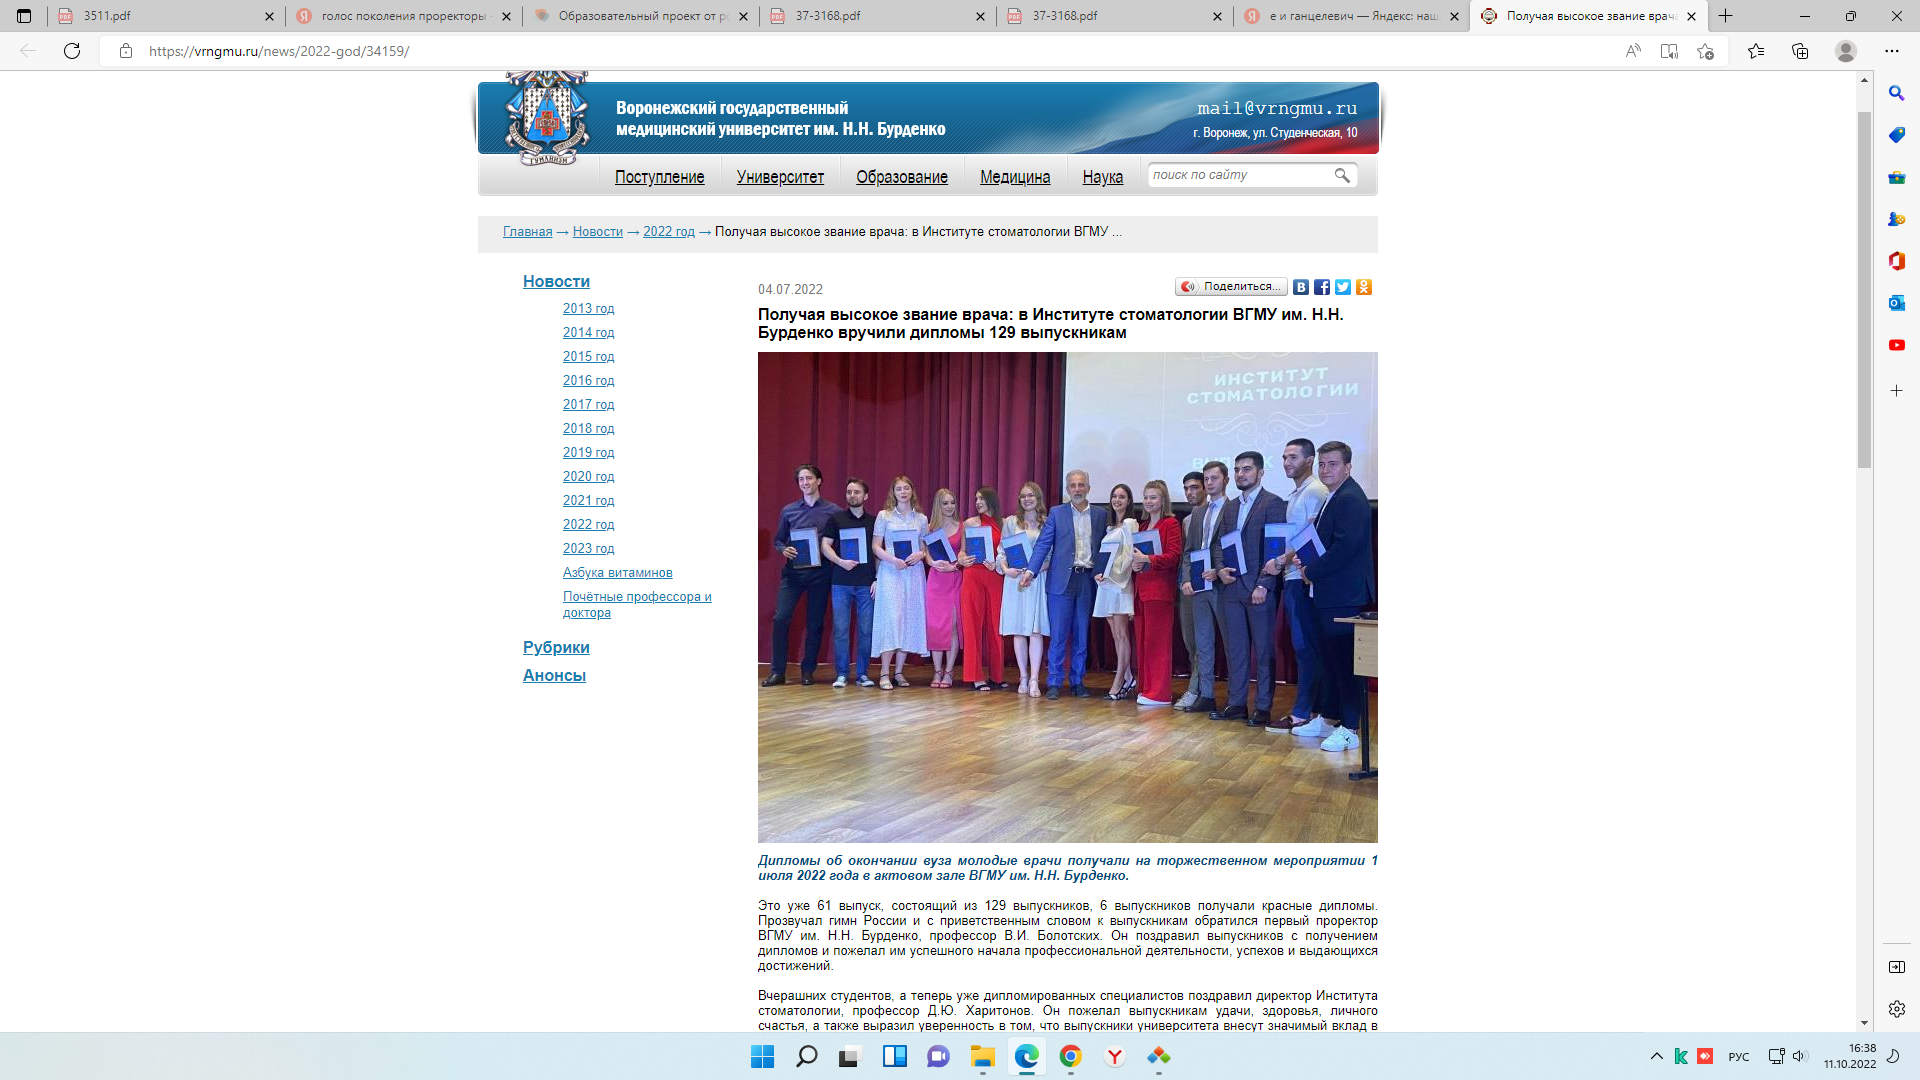 3511.pdf
голос поколения проректоры
Образовательный проект от
37-3168.pdf
37-3168.pdf
е и ганцелевич — Яндекс: наш
Получая высокое звание врач
https://vrngmu.ru/news/2022-god/34159/
Воронежский государственный
медицинский университет им. Н.Н. Бурденко
mail@vrngmu.ru
г. Воронеж, ул. Студенческая, 10
ГУМАНИЗМ
Поступление Университет Образование Медицина Наука поиск по сайту
Главная → Новости → 2022 год → Получая высокое звание врача: в Институте стоматологии ВГМУ ...
Новости
2013 год
2014 год
2015 год
2016 год
2017 год
2018 год
2019 год
2020 год
2021 год
2022 год
2023 год
Азбука витаминов
Почётные профессора и
доктора
Рубрики
Анонсы
04.07.2022
Поделиться...
Получая высокое звание врача: в Институте стоматологии ВГМУ им. Н.Н.
Бурденко вручили дипломы 129 выпускникам
ИНСТИТУТ
СТОМАТОЛОГИИ
Дипломы об окончании вуза молодые врачи получали на торжественном мероприятии 1
июля 2022 года в актовом зале ВГМУ им. Н.Н. Бурденко.
Это уже 61 выпуск, состоящий из 129 выпускников, 6 выпускников получали красные дипломы.
Прозвучал гимн России и с приветственным словом к выпускникам обратился первый проректор
ВГМУ им. Н.Н. Бурденко, профессор В.И. Болотских. Он поздравил выпускников с получением
дипломов и пожелал им успешного начала профессиональной деятельности, успехов и выдающихся
достижений.
Вчерашних студентов, а теперь уже дипломированных специалистов поздравил директор Института
стоматологии, профессор Д.Ю. Харитонов. Он пожелал выпускникам удачи, здоровья, личного
счастья, а также выразил уверенность в том, что выпускники университета внесут значимый вклад в
РУС
16:38
11.10.2022